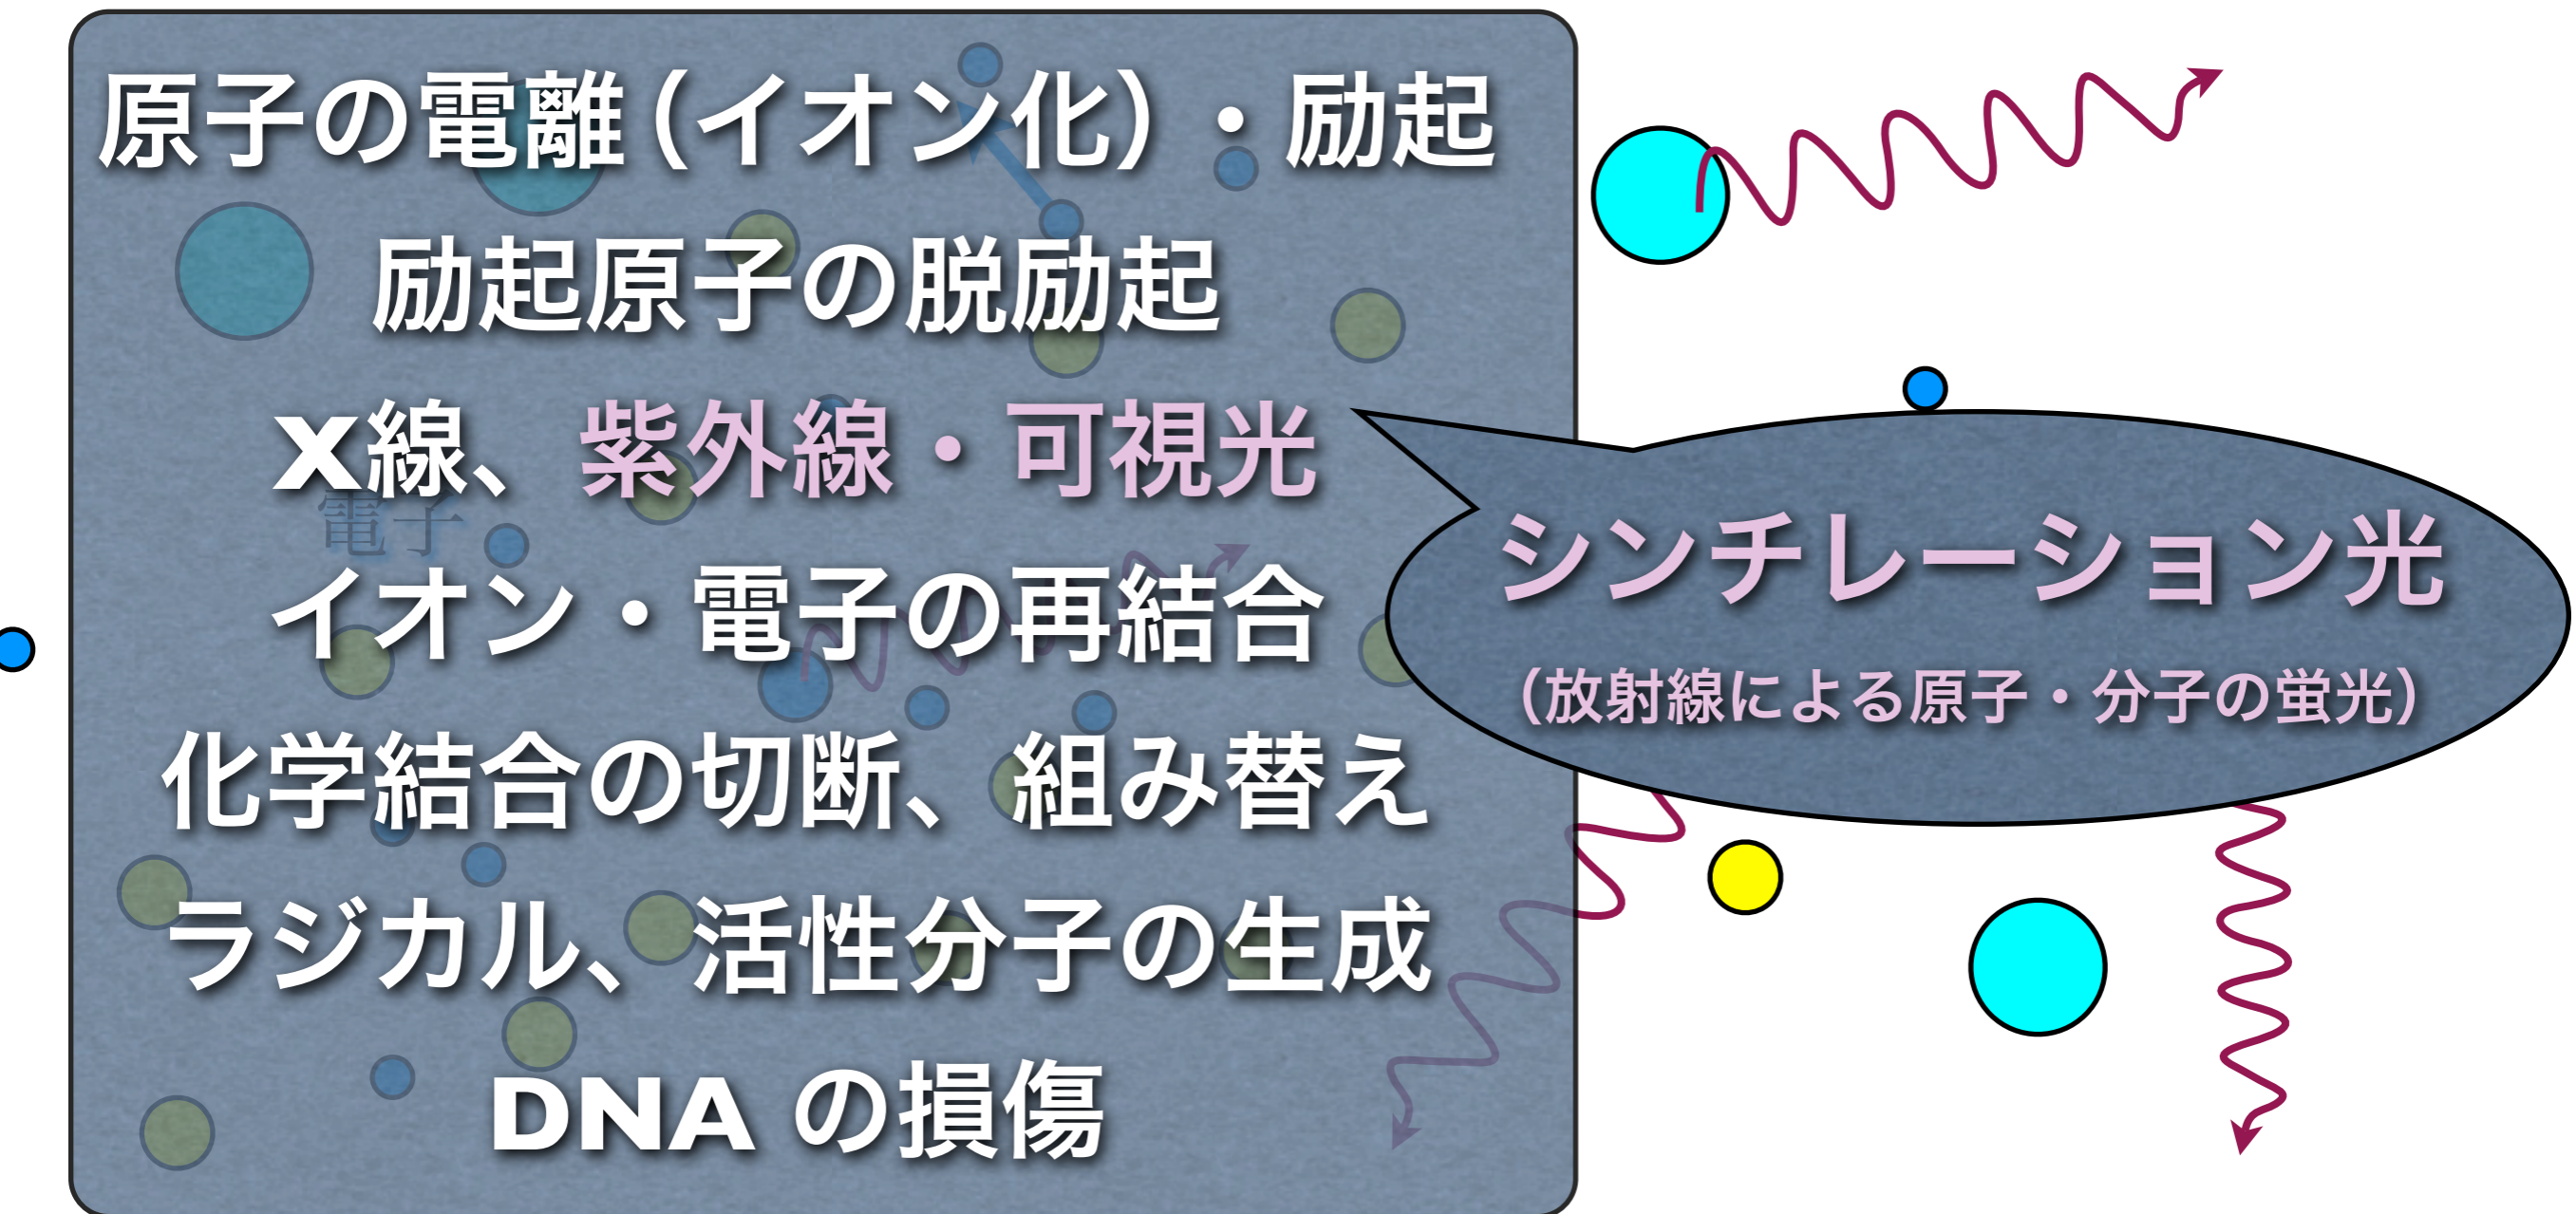 原子の電離（イオン化）・励起
励起原子の脱励起
X線、紫外線・可視光
電子
イオン・電子の再結合
化学結合の切断、組み替え
ラジカル、活性分子の生成
DNA の損傷
シンチレーション光
（放射線による原子・分子の蛍光）